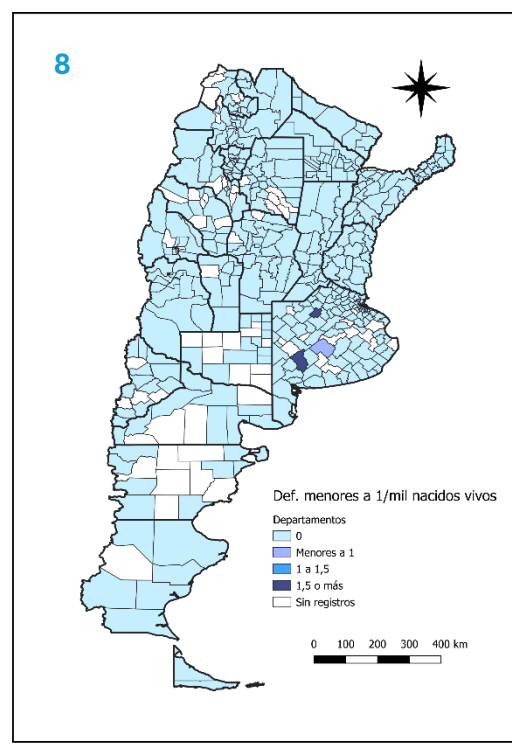 8
Def. menores a 1/mil nacidos vivos
Departamentos
0
Menores a 1
1 a 1,5
1,5 o más
Sin registros
0 100 200 300 400 km